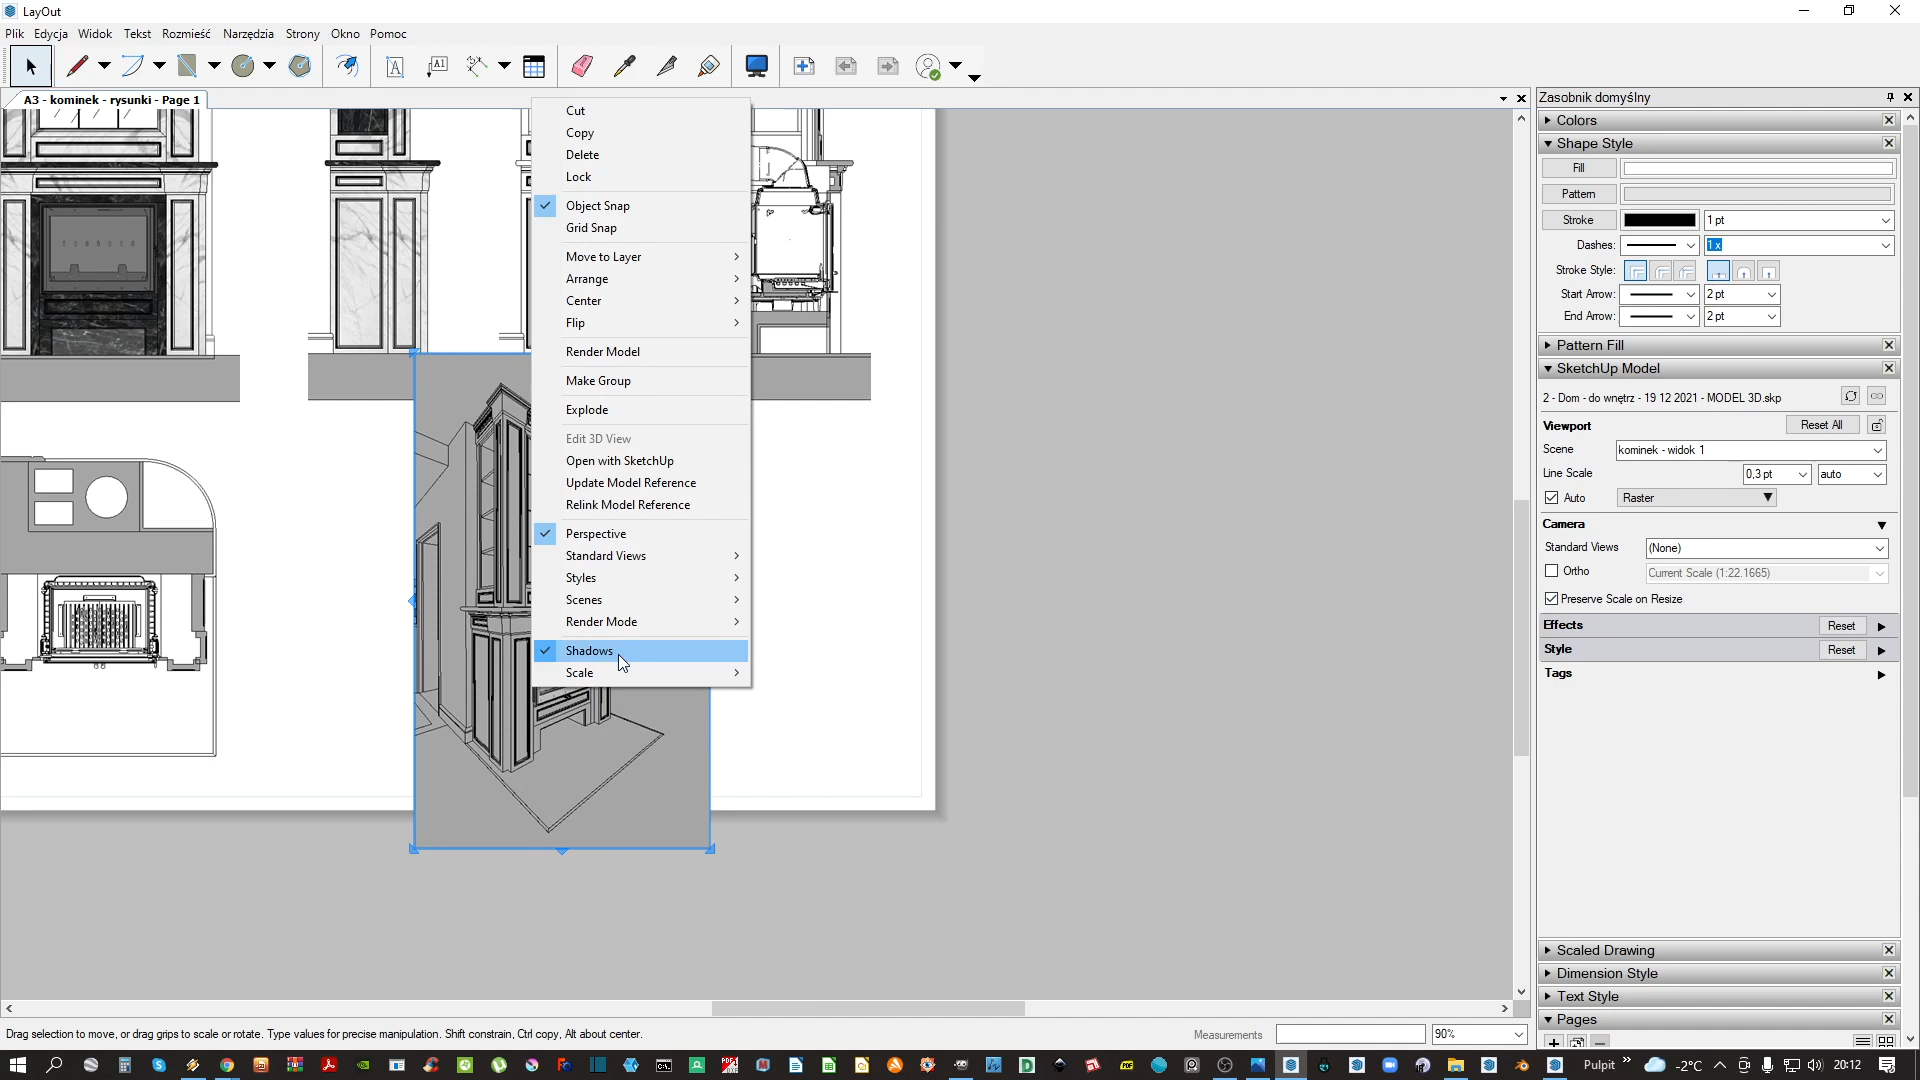 LayOut
Plik Edycja Widok Tekst Rozmieść Narzędzia Strony Okno Pomoc
A3 - kominek - rysunki - Page 1
Cut
Copy
Delete
Lock
Object Snap
Grid Snap
Move to Layer
Arrange
Center
Flip
Render Model
Make Group
Explode
Edit 3D View
Open with SketchUp
Update Model Reference
Relink Model Reference
Perspective
Standard Views
Styles
Scenes
Render Mode
Shadows
Scale
Zasobnik domyślny
Colors
Shape Style
Fill
Pattern
Stroke 1 pt
Dashes: 1 x
Stroke Style:
Start Arrow: 2 pt
End Arrow: 2 pt
Pattern Fill
SketchUp Model
2 - Dom - do wnętrz - 19 12 2021 - MODEL 3D.skp
Viewport Reset All
Scene kominek - widok 1
Line Scale 0,3 pt auto
Auto Raster
Camera
Standard Views (None)
Ortho Current Scale (1:22.1665)
Preserve Scale on Resize
Effects Reset
Style Reset
Tags
Scaled Drawing
Dimension Style
Text Style
Pages
Drag selection to move, or drag grips to scale or rotate. Type values for precise manipulation. Shift constrain, Ctrl copy, Alt about center.
Measurements 90%
Pulpit -2°C 20:12